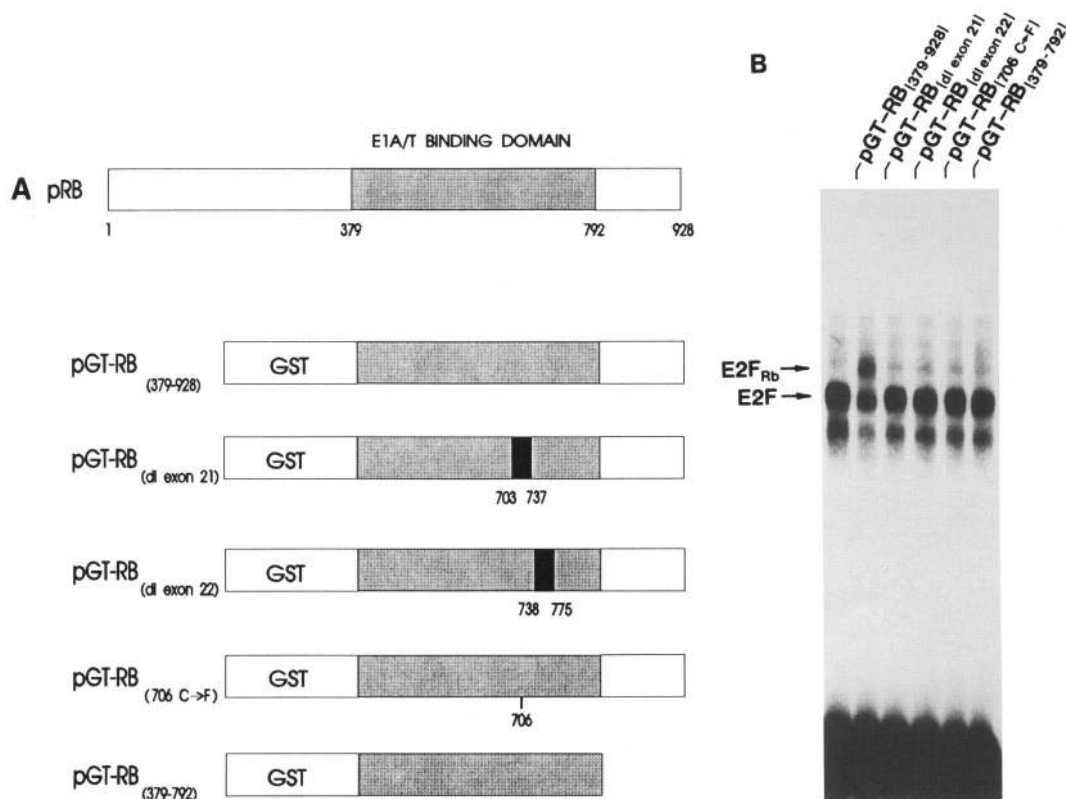 A
E1A/T BINDING DOMAIN
pRB
1 379 792 928
pGT-RB (379-928)
GST
pGT-RB (dl exon 21)
GST
703 737
pGT-RB (dl exon 22)
GST
738 775
pGT-RB (706 C→F)
GST
706
pGT-RB (379-792)
GST
B
pGT-RB(379-928)
pGT-RB(dl exon 21)
pGT-RB(dl exon 22)
pGT-RB(706 C→F)
pGT-RB(379-792)
E2FRb
E2F